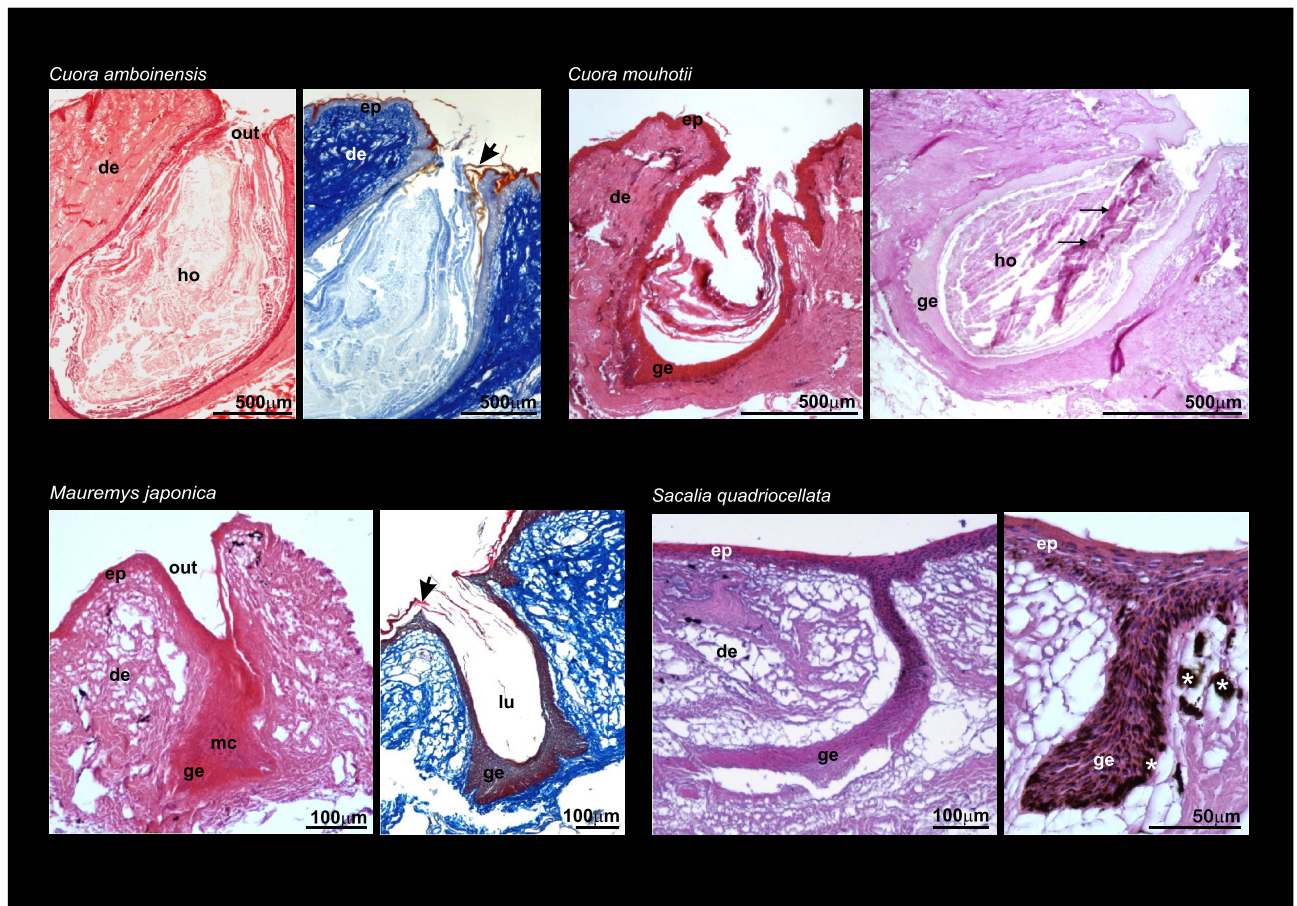 Cuora amboinensis
Cuora mouhotii
out
de
ho
500μm
ep
de
500μm
ep
de
ge
500μm
ho
ge
500μm
Mauremys japonica
Sacalia quadriocellata
ep
out
de
mc
ge
100μm
lu
ge
100μm
ep
de
ge
100μm
ep
*
*
ge
*
50μm